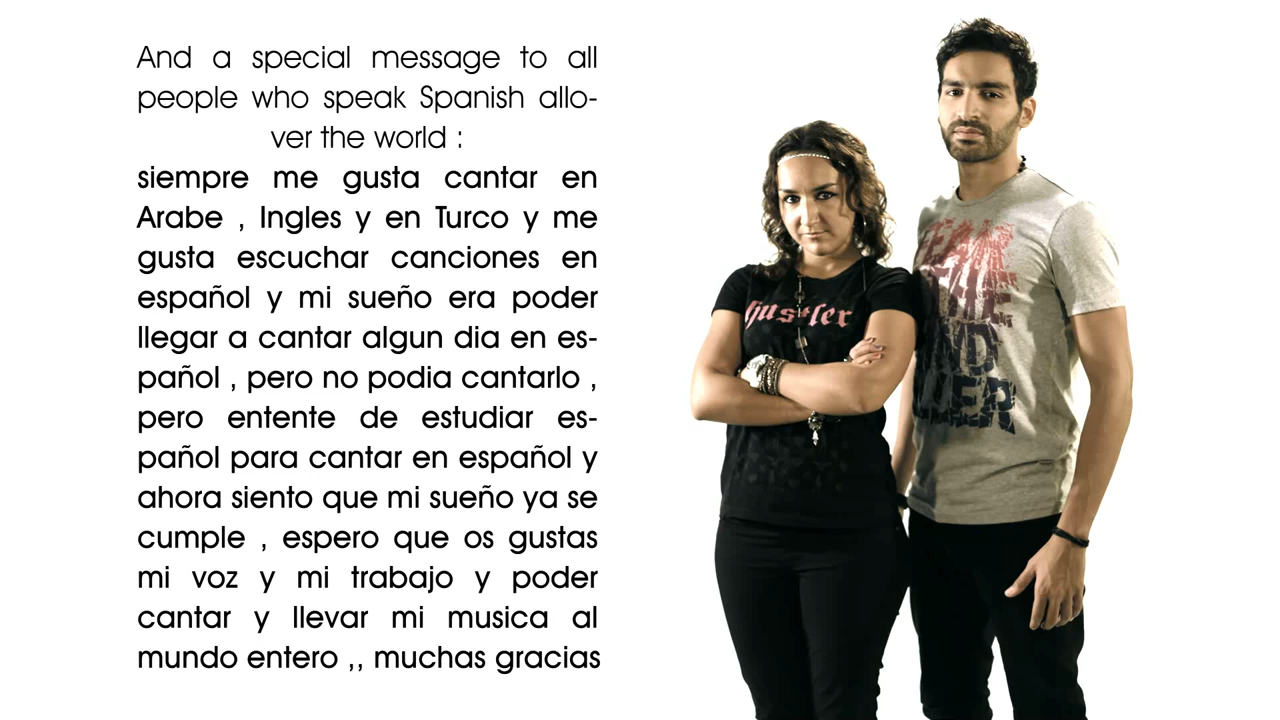 And a special message to all
people who speak Spanish allo-
ver the world :
siempre me gusta cantar en
Arabe , Ingles y en Turco y me
gusta escuchar canciones en
español y mi sueño era poder
llegar a cantar algun dia en es-
pañol , pero no podia cantarlo ,
pero entente de estudiar es-
pañol para cantar en español y
ahora siento que mi sueño ya se
cumple , espero que os gustas
mi voz y mi trabajo y poder
cantar y llevar mi musica al
mundo entero ,, muchas gracias
hustler